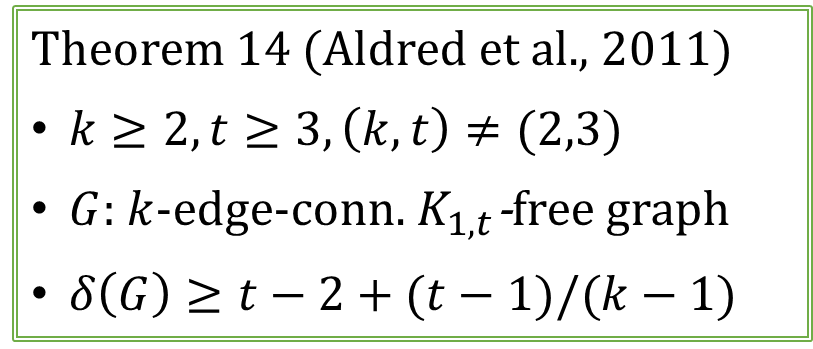 Theorem 14 (Aldred et al., 2011)
• k ≥ 2, t ≥ 3, (k, t) ≠ (2,3)
• G: k-edge-conn. K₁,ₜ-free graph
• δ(G) ≥ t − 2 + (t − 1)/(k − 1)